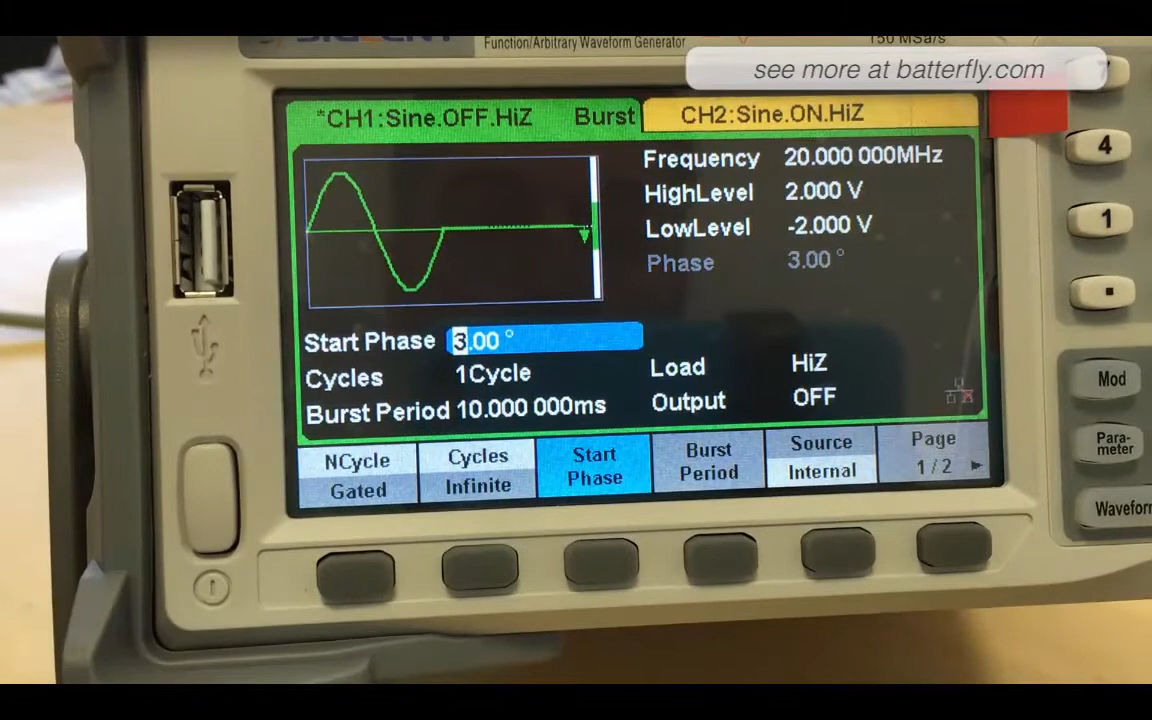 SIGLENT
Function/Arbitrary Waveform Generator
150 MSa/s
see more at batterfly.com
*CH1:Sine.OFF.HiZ Burst
CH2:Sine.ON.HiZ
Frequency 20.000 000MHz
HighLevel 2.000 V
LowLevel -2.000 V
Phase 3.00 °
Start Phase 3.00 °
Cycles 1Cycle
Burst Period 10.000 000ms
Load HiZ
Output OFF
NCycle
Gated
Cycles
Infinite
Start
Phase
Burst
Period
Source
Internal
Page
1/2
4
1
.
Mod
Para-
meter
Waveform